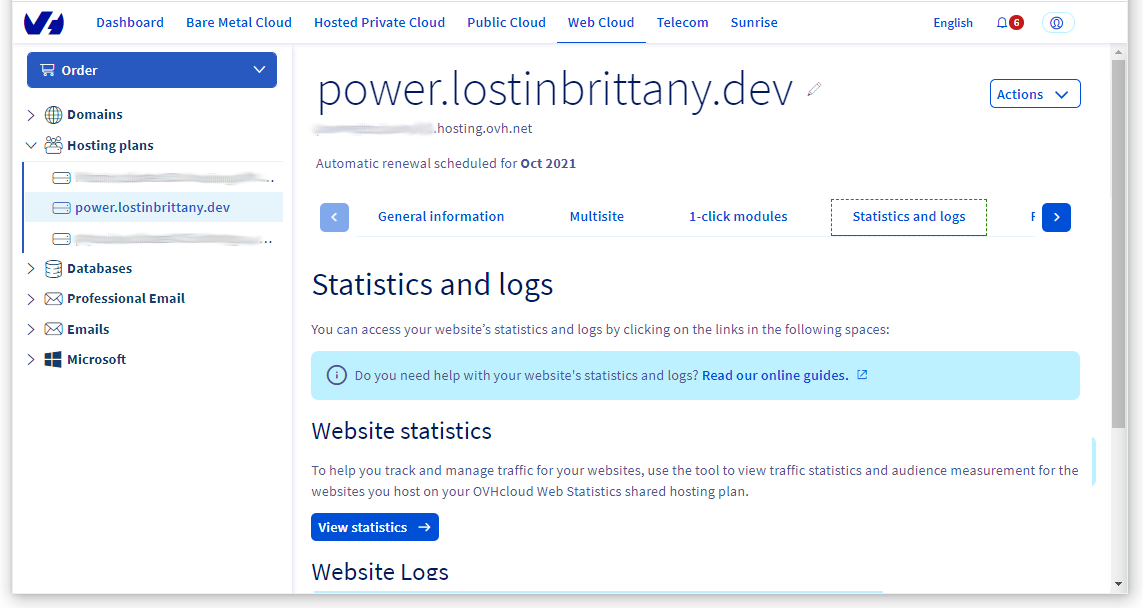 Dashboard Bare Metal Cloud Hosted Private Cloud Public Cloud Web Cloud Telecom Sunrise English 6
Order
Domains
Hosting plans
...
power.lostinbrittany.dev
...
Databases
Professional Email
Emails
Microsoft
power.lostinbrittany.dev
Actions
.hosting.ovh.net
Automatic renewal scheduled for Oct 2021
General information Multisite 1-click modules Statistics and logs
Statistics and logs
You can access your website’s statistics and logs by clicking on the links in the following spaces:
Do you need help with your website's statistics and logs? Read our online guides.
Website statistics
To help you track and manage traffic for your websites, use the tool to view traffic statistics and audience measurement for the
websites you host on your OVHcloud Web Statistics shared hosting plan.
View statistics
Website Logs